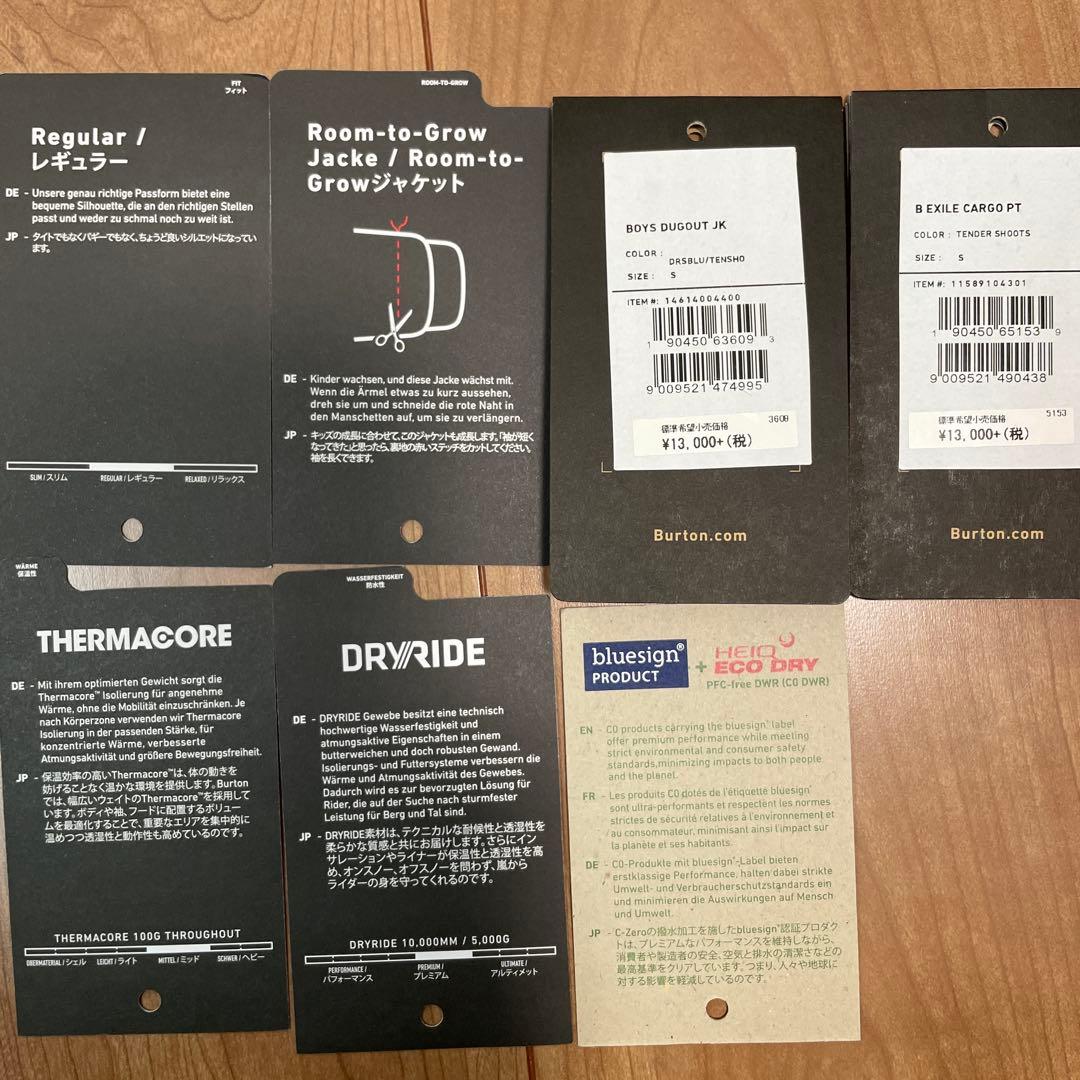 FIT
フィット
Regular /
レギュラー
DE - Unsere genau richtige Passform bietet eine
bequeme Silhouette, die an den richtigen Stellen
passt und weder zu schmal noch zu weit ist.
JP - タイトでもなくバギーでもなく、ちょうど良いシルエットになってい
ます。
SLIM / スリム
REGULAR / レギュラー
RELAXED / リラックス
ROOM-TO-GROW
Room-to-Grow
Jacke / Room-to-
Growジャケット
DE - Kinder wachsen, und diese Jacke wächst mit.
Wenn die Ärmel etwas zu kurz aussehen,
dreh sie um und schneide die rote Naht in
den Manschetten auf, um sie zu verlängern.
JP - キッズの成長に合わせて、このジャケットも成長します。「袖が短く
なってきた」と思ったら、裏地の赤いステッチをカットしてください。
袖を長くできます。
BOYS DUGOUT JK
COLOR :
DRSBLU/TENSHO
SIZE : S
ITEM #: 14614004400
1 90450 63609 3
9 009521 474995
3608
標準希望小売価格
¥13,000+(税)
Burton.com
B EXILE CARGO PT
COLOR : TENDER SHOOTS
SIZE : S
ITEM #: 11589104301
1 90450 65153 9
9 009521 490438
5153
標準希望小売価格
¥13,000+(税)
Burton.com
WÄRME
保温性
THERMACORE
DE - Mit ihrem optimierten Gewicht sorgt die
Thermacore™ Isolierung für angenehme
Wärme, ohne die Mobilität einzuschränken. Je
nach Körperzone verwenden wir Thermacore
Isolierung in der passenden Stärke, für
konzentrierte Wärme, verbesserte
Atmungsaktivität und größere Bewegungsfreiheit.
JP - 保温効率の高いThermacore™は、体の動きを
妨げることなく温かな環境を提供します。Burton
では、幅広いウェイトのThermacore™を採用して
います。ボディや袖、フードに配置するボリュー
ムを最適化することで、重要なエリアを集中的に
温めつつ透湿性と動作性も高めているのです。
THERMACORE 100G THROUGHOUT
OBERMATERIAL / シェル
LEICHT / ライト
MITTEL / ミッド
SCHWER / ヘビー
WASSERFESTIGKEIT
防水性
DRYRIDE
DE - DRYRIDE Gewebe besitzt eine technisch
hochwertige Wasserfestigkeit und
atmungsaktive Eigenschaften in einem
butterweichen und doch robusten Gewand.
Isolierungs- und Futtersysteme verbessern die
Wärme und Atmungsaktivität des Gewebes.
Dadurch wird es zur bevorzugten Lösung für
Rider, die auf der Suche nach sturmfester
Leistung für Berg und Tal sind.
JP - DRYRIDE素材は、テクニカルな耐候性と透湿性を
柔らかな質感と共にお届けします。さらにイン
サレーションやライナーが保温性と透湿性を高
め、オンスノー、オフスノーを問わず、嵐から
ライダーの身を守ってくれるのです。
DRYRIDE 10,000MM / 5,000G
PERFORMANCE /
パフォーマンス
PREMIUM /
プレミアム
ULTIMATE /
アルティメット
bluesign®
PRODUCT
+
HEIQ
ECO DRY
PFC-free DWR (C0 DWR)
EN - C0 products carrying the bluesign® label
offer premium performance while meeting
strict environmental and consumer safety
standards,minimizing impacts to both people
and the planet.
FR - Les produits C0 dotés de l'étiquette bluesign®
sont ultra-performants et respectent les normes
strictes de sécurité relatives à l'environnement et
au consommateur, minimisant ainsi l'impact sur
la planète et ses habitants.
DE - C0-Produkte mit bluesign®-Label bieten
erstklassige Performance, halten dabei strikte
Umwelt- und Verbraucherschutzstandards ein
und minimieren die Auswirkungen auf Mensch
und Umwelt.
JP - C-Zeroの撥水加工を施したbluesign®認証プロダク
トは、プレミアムなパフォーマンスを維持しながら、
消費者や製造者の安全、空気と排水の清潔さなどの
最高基準をクリアしています。つまり、人々や地球に
対する影響を軽減しているのです。